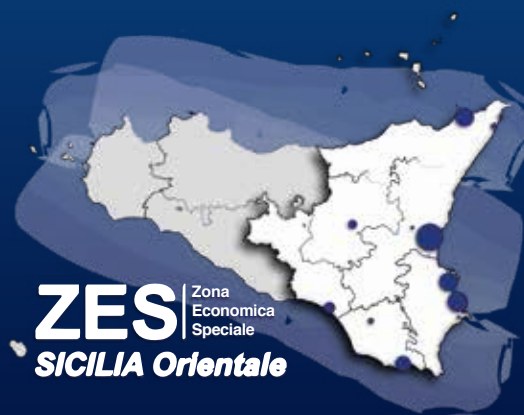 ZES
Zona
Economica
Speciale
SICILIA Orientale